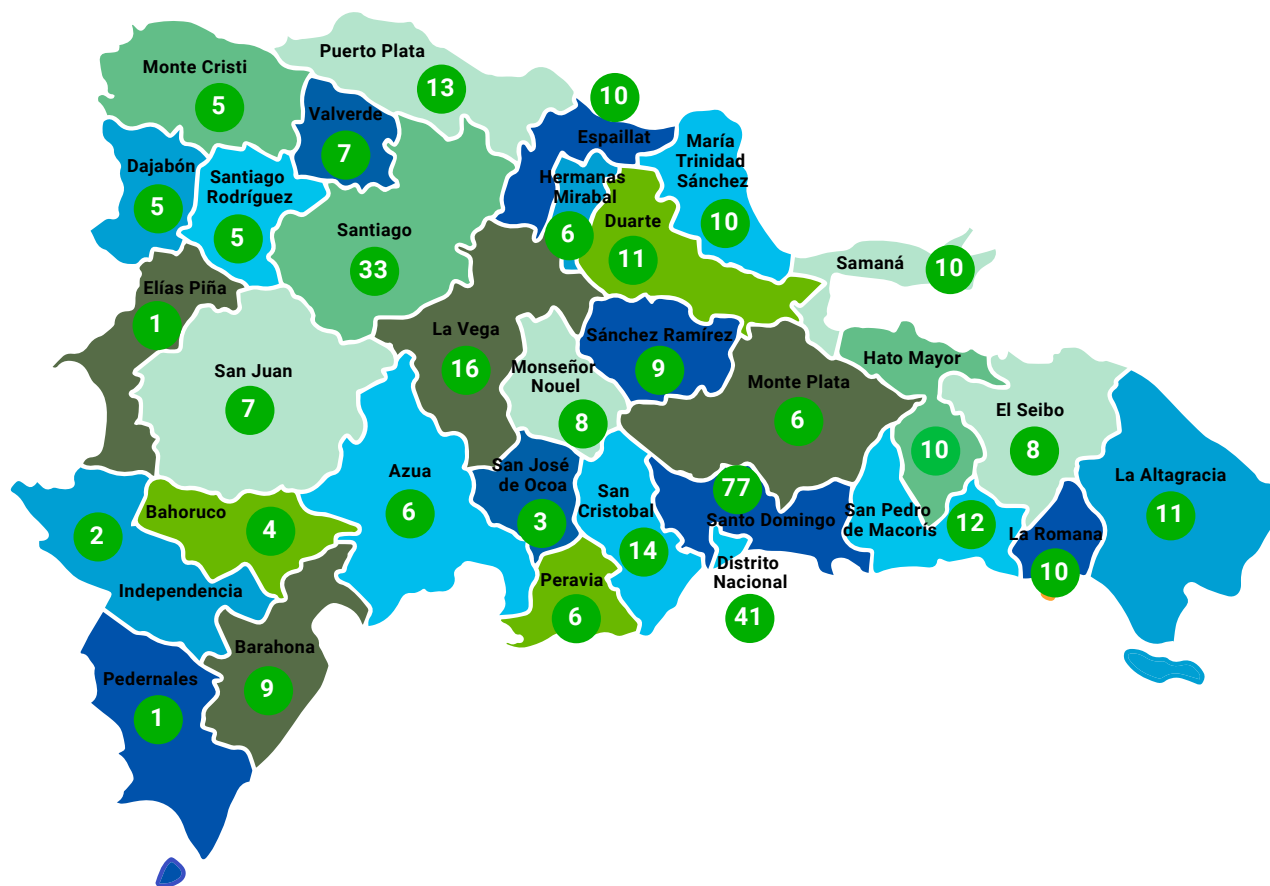 Puerto Plata
13
Monte Cristi
5
Valverde
7
10
Espaillat
María
Trinidad
Sánchez
10
Dajabón
5
Santiago
Rodríguez
5
Hermanas
Mirabal
6
Duarte
11
Santiago
33
Samaná
10
Elías Piña
1
La Vega
16
Sánchez Ramírez
9
Hato Mayor
10
San Juan
7
Monseñor
Nouel
8
Monte Plata
6
El Seibo
8
Azua
6
San José
de Ocoa
3
San
Cristobal
14
77
Santo Domingo
San Pedro
de Macorís
12
La Altagracia
11
La Romana
10
Bahoruco
4
2
Independencia
Distrito
Nacional
41
Peravia
6
Barahona
9
Pedernales
1